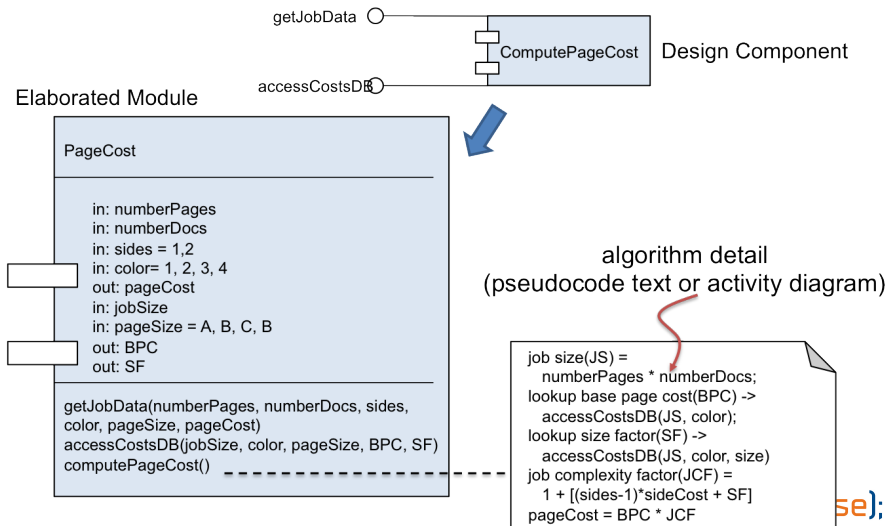 getJobData
ComputePageCost
Design Component
accessCostsDB
Elaborated Module
PageCost
in: numberPages
in: numberDocs
in: sides = 1,2
in: color= 1, 2, 3, 4
out: pageCost
in: jobSize
in: pageSize = A, B, C, B
out: BPC
out: SF
getJobData(numberPages, numberDocs, sides,
color, pageSize, pageCost)
accessCostsDB(jobSize, color, pageSize, BPC, SF)
computePageCost()
algorithm detail
(pseudocode text or activity diagram)
job size(JS) =
numberPages * numberDocs;
lookup base page cost(BPC) ->
accessCostsDB(JS, color);
lookup size factor(SF) ->
accessCostsDB(JS, color, size)
job complexity factor(JCF) =
1 + [(sides-1)*sideCost + SF]
pageCost = BPC * JCF
se);